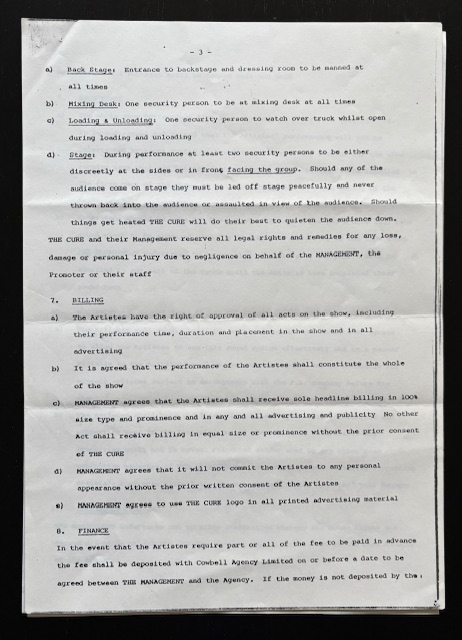 - 3 -
a) Back Stage: Entrance to backstage and dressing room to be manned at
all times
b) Mixing Desk: One security person to be at mixing desk at all times
c) Loading & Unloading: One security person to watch over truck whilst open
during loading and unloading
d) Stage: During performance at least two security persons to be either
discreetly at the sides or in front facing the group. Should any of the
audience come on stage they must be led off stage peacefully and never
thrown back into the audience or assaulted in view of the audience. Should
things get heated THE CURE will do their best to quieten the audience down.
THE CURE and their Management reserve all legal rights and remedies for any loss,
damage or personal injury due to negligence on behalf of the MANAGEMENT, the
Promoter or their staff
7. BILLING
a) The Artistes have the right of approval of all acts on the show, including
their performance time, duration and placement in the show and in all
advertising
b) It is agreed that the performance of the Artistes shall constitute the whole
of the show
c) MANAGEMENT agrees that the Artistes shall receive sole headline billing in 100%
size type and prominence and in any and all advertising and publicity No other
Act shall receive billing in equal size or prominence without the prior consent
of THE CURE
d) MANAGEMENT agrees that it will not commit the Artistes to any personal
appearance without the prior written consent of the Artistes
e) MANAGEMENT agrees to use THE CURE logo in all printed advertising material
8. FINANCE
In the event that the Artistes require part or all of the fee to be paid in advance
the fee shall be deposited with Cowbell Agency Limited on or before a date to be
agreed between THE MANAGEMENT and the Agency. If the money is not deposited by the